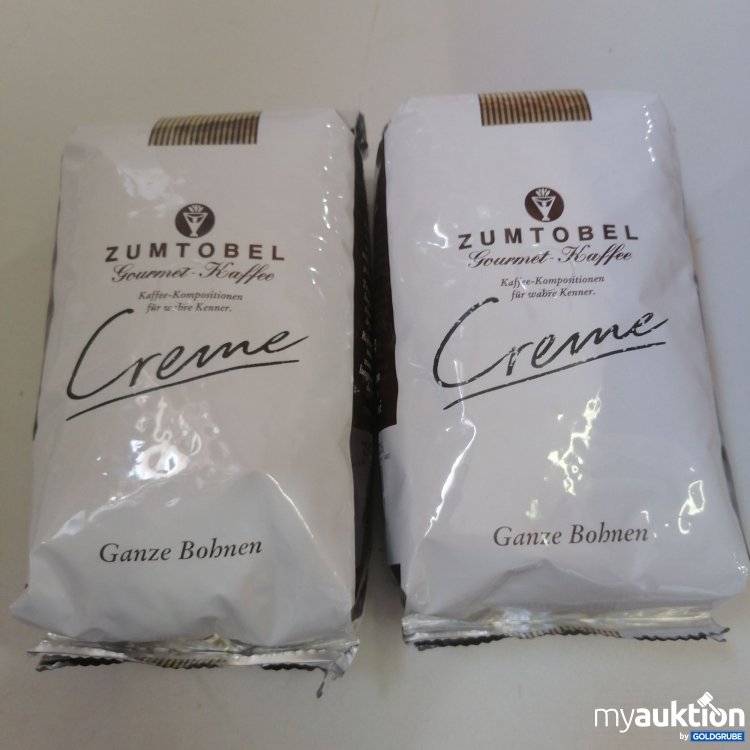 ZUMTOBEL
Gourmet-Kaffee
Kaffee-Kompositionen
für wahre Kenner.
Creme
Ganze Bohnen
ZUMTOBEL
Gourmet-Kaffee
Kaffee-Kompositionen
für wahre Kenner.
Creme
Ganze Bohnen
myauktion
by GOLDGRUBE